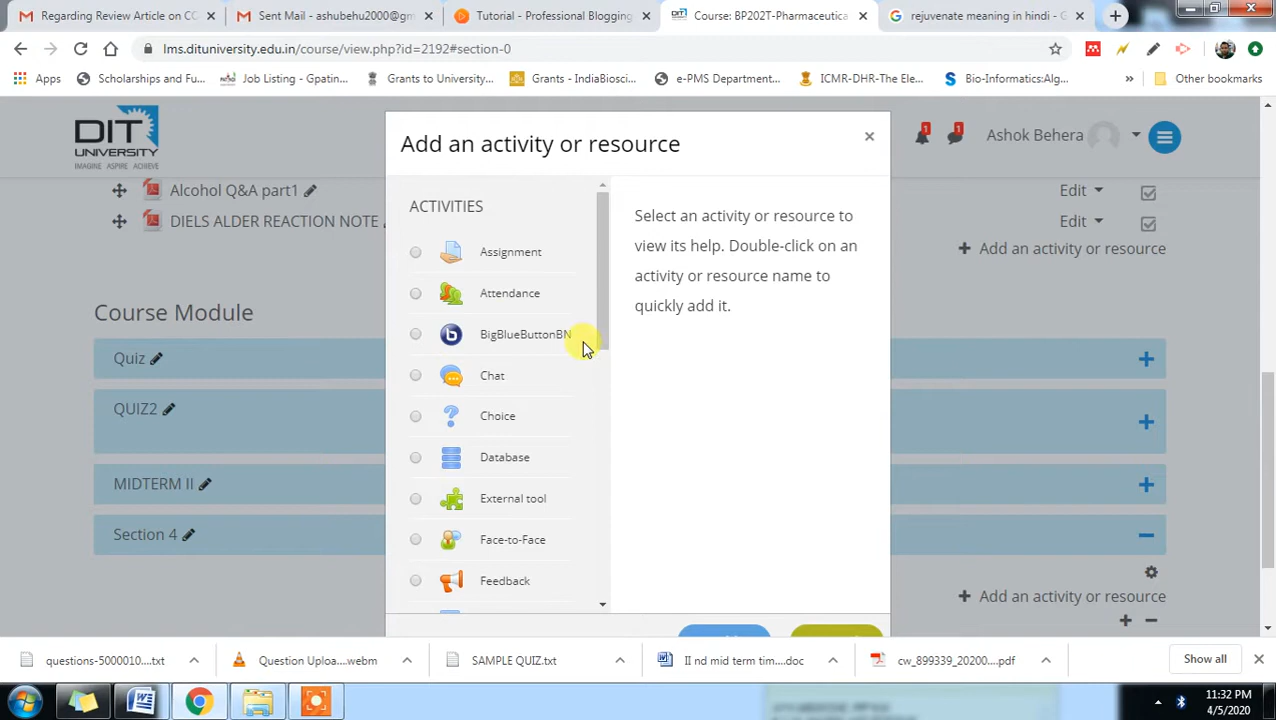 Regarding Review Article on CC
Sent Mail - ashubehu2000@gm
Tutorial - Professional Blogging
Course: BP202T-Pharmaceutica
rejuvenate meaning in hindi - G
lms.dituniversity.edu.in/course/view.php?id=2192#section-0
Apps
Scholarships and Fu...
Job Listing - Gpatin...
Grants to University...
Grants - IndiaBiosci...
e-PMS Department...
ICMR-DHR-The Ele...
Bio-Informatics:Alg...
»
Other bookmarks
DIT
UNIVERSITY
IMAGINE ASPIRE ACHIEVE
Add an activity or resource
×
1
1
Ashok Behera
Alcohol Q&A part1
Edit
DIELS ALDER REACTION NOTE
Edit
Add an activity or resource
ACTIVITIES
Assignment
Attendance
BigBlueButtonBN
Chat
Choice
Database
External tool
Face-to-Face
Feedback
Select an activity or resource to
view its help. Double-click on an
activity or resource name to
quickly add it.
Course Module
Quiz
QUIZ2
MIDTERM II
Section 4
Add an activity or resource
questions-5000010....txt
Question Uploa....webm
SAMPLE QUIZ.txt
II nd mid term tim....doc
cw_899339_20200....pdf
Show all
11:32 PM
4/5/2020